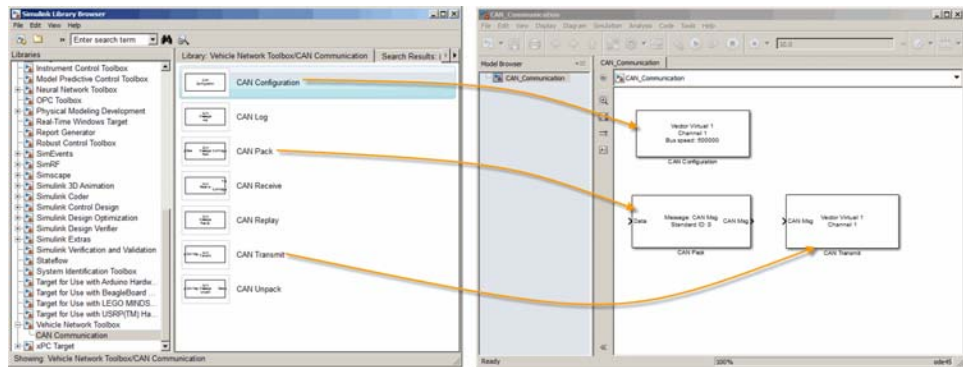 Simulink Library Browser
File Edit View Help
Enter search term
Libraries
Library: Vehicle Network Toolbox/CAN Communication
Search Results:
Instrument Control Toolbox
Model Predictive Control Toolbox
Neural Network Toolbox
OPC Toolbox
Physical Modeling Development
Real-Time Windows Target
Report Generator
Robust Control Toolbox
SimEvents
SimRF
Simscape
Simulink 3D Animation
Simulink Coder
Simulink Control Design
Simulink Design Optimization
Simulink Design Verifier
Simulink Extras
Simulink Verification and Validation
Stateflow
System Identification Toolbox
Target for Use with Arduino Hardw...
Target for Use with BeagleBoard ...
Target for Use with LEGO MINDS...
Target for Use with USRP(TM) Ha...
Vehicle Network Toolbox
CAN Communication
xPC Target
CAN Configuration
CAN Log
CAN Pack
CAN Receive
CAN Replay
CAN Transmit
CAN Unpack
Showing: Vehicle Network Toolbox/CAN Communication
CAN_Communication
File Edit View Display Diagram Simulation Analysis Code Tools Help
10.0
Model Browser
CAN_Communication
CAN_Communication
CAN_Communication
Vector Virtual 1
Channel 1
Bus speed: 500000
CAN Configuration
Data
Message: CAN Msg
Standard ID: 0
CAN Msg
CAN Pack
CAN Msg
Vector Virtual 1
Channel 1
CAN Transmit
Ready
100%
ode45